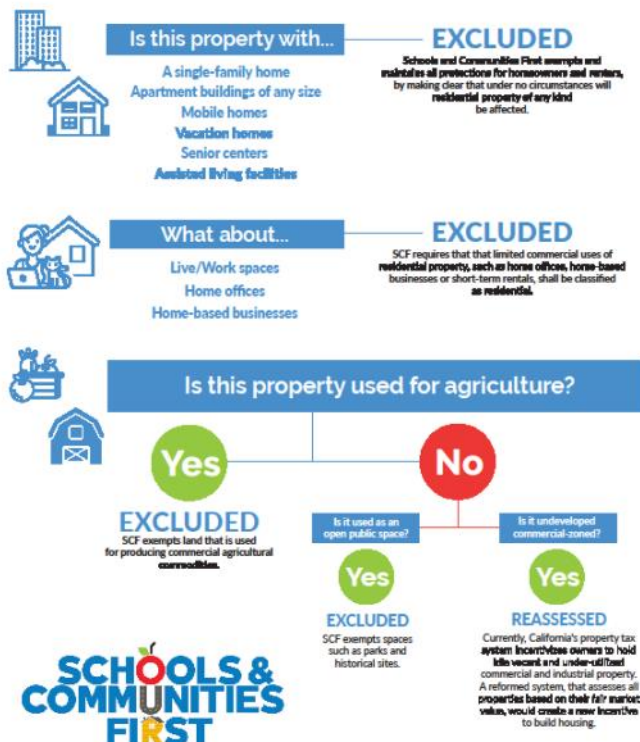 Is this property with...
A single-family home
Apartment buildings of any size
Mobile homes
Vacation homes
Senior centers
Assisted living facilities
EXCLUDED
Schools and Communities First exempts and
maintains all protections for homeowners and renters,
by making clear that under no circumstances will
residential property of any kind
be affected.
What about...
Live/Work spaces
Home offices
Home-based businesses
EXCLUDED
SCF requires that that limited commercial uses of
residential property, such as home offices, home-based
businesses or short-term rentals, shall be classified
as residential.
Is this property used for agriculture?
Yes
EXCLUDED
SCF exempts land that is used
for producing commercial agricultural
commodities.
No
Is it used as an
open public space?
Yes
EXCLUDED
SCF exempts spaces
such as parks and
historical sites.
Is it undeveloped
commercial-zoned?
Yes
REASSESSED
Currently, California's property tax
system incentivizes owners to hold
idle vacant and under-utilized
commercial and industrial property.
A reformed system, that assesses all
properties based on their fair market
value, would create a new incentive
to build housing.
SCHOOLS &
COMMUNITIES
FIRST